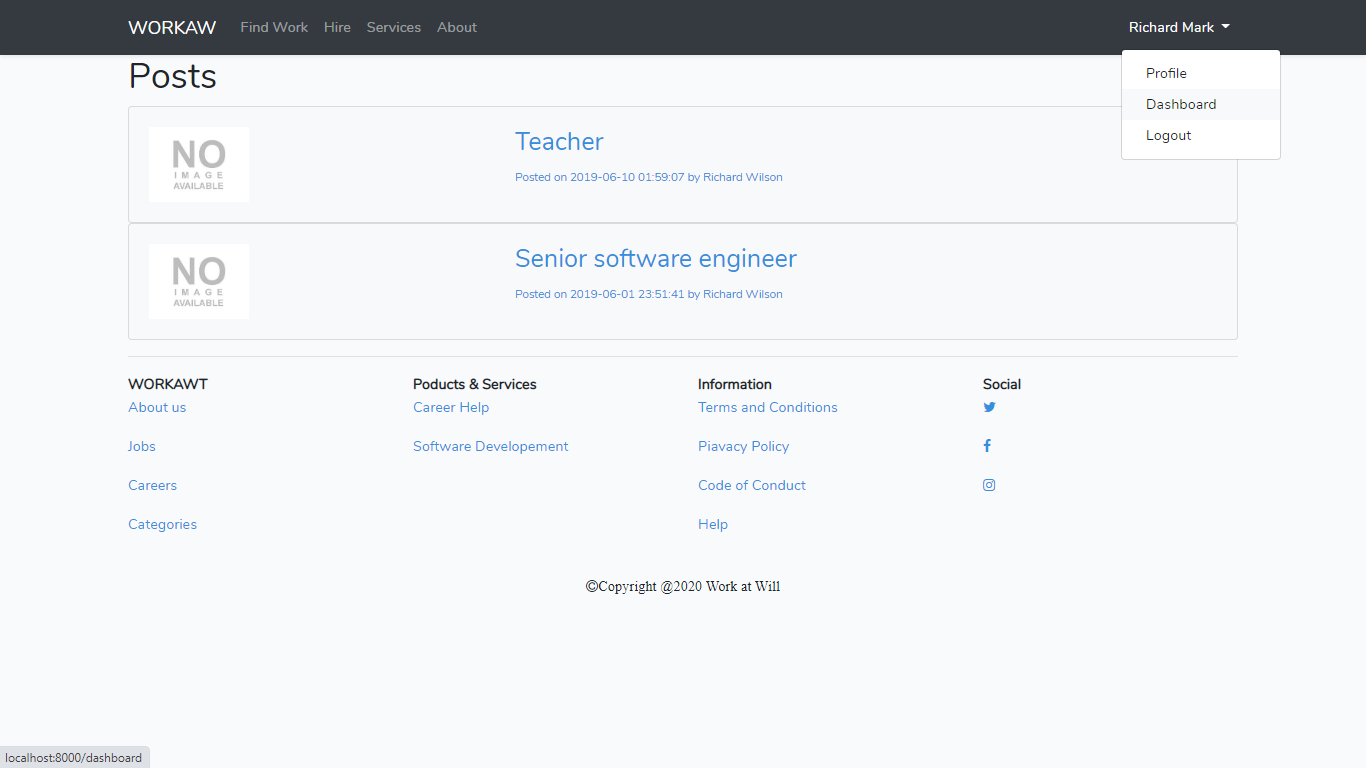 WORKAW Find Work Hire Services About Richard Mark
Profile
Dashboard
Logout
Posts
NO
IMAGE
AVAILABLE
Teacher
Posted on 2019-06-10 01:59:07 by Richard Wilson
NO
IMAGE
AVAILABLE
Senior software engineer
Posted on 2019-06-01 23:51:41 by Richard Wilson
WORKAWT
About us
Jobs
Careers
Categories
Poducts & Services
Career Help
Software Developement
Information
Terms and Conditions
Piavacy Policy
Code of Conduct
Help
Social
©Copyright @2020 Work at Will
localhost:8000/dashboard